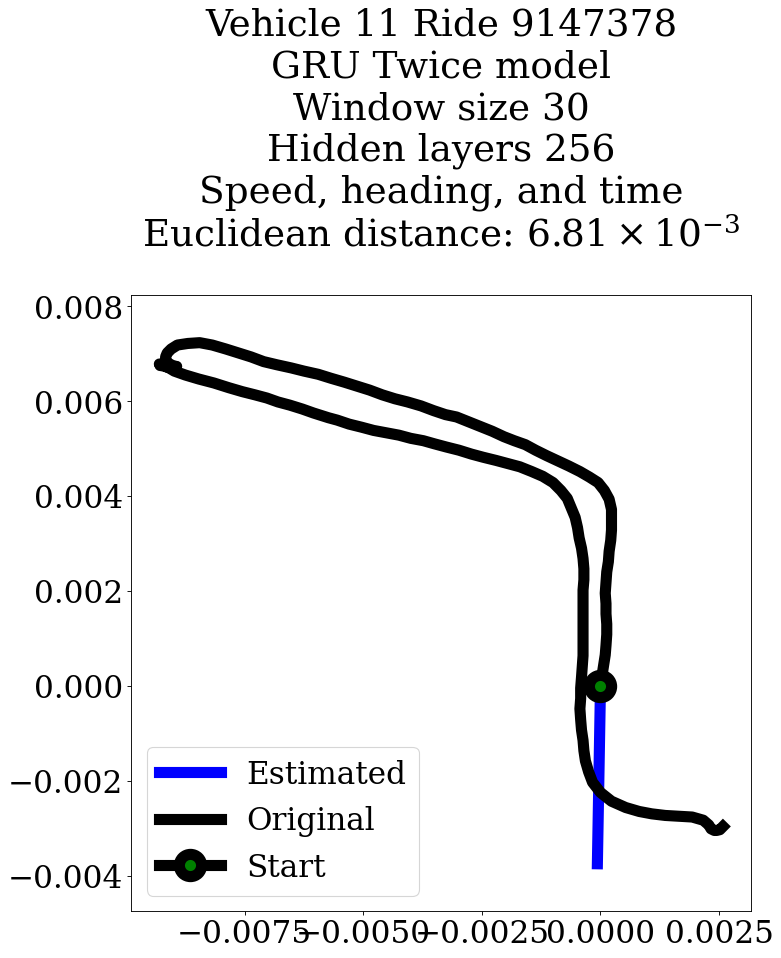 Vehicle 11 Ride 9147378
GRU Twice model
Window size 30
Hidden layers 256
Speed, heading, and time
Euclidean distance: 6.81 × 10⁻³
0.008
0.006
0.004
0.002
0.000
−0.002
−0.004
Estimated
Original
Start
−0.0075 −0.0050 −0.0025 0.0000 0.0025